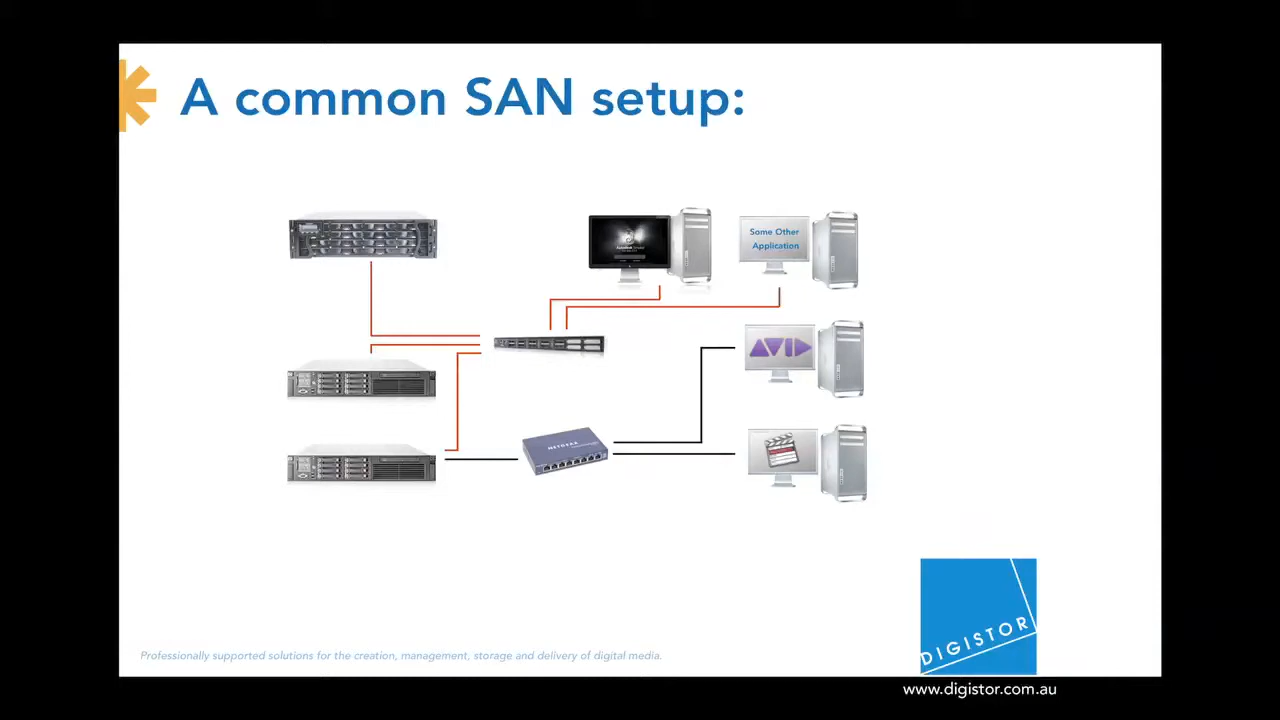 A common SAN setup:
Some Other
Application
AVID
NETGEAR
DIGISTOR
Professionally supported solutions for the creation, management, storage and delivery of digital media.
www.digistor.com.au